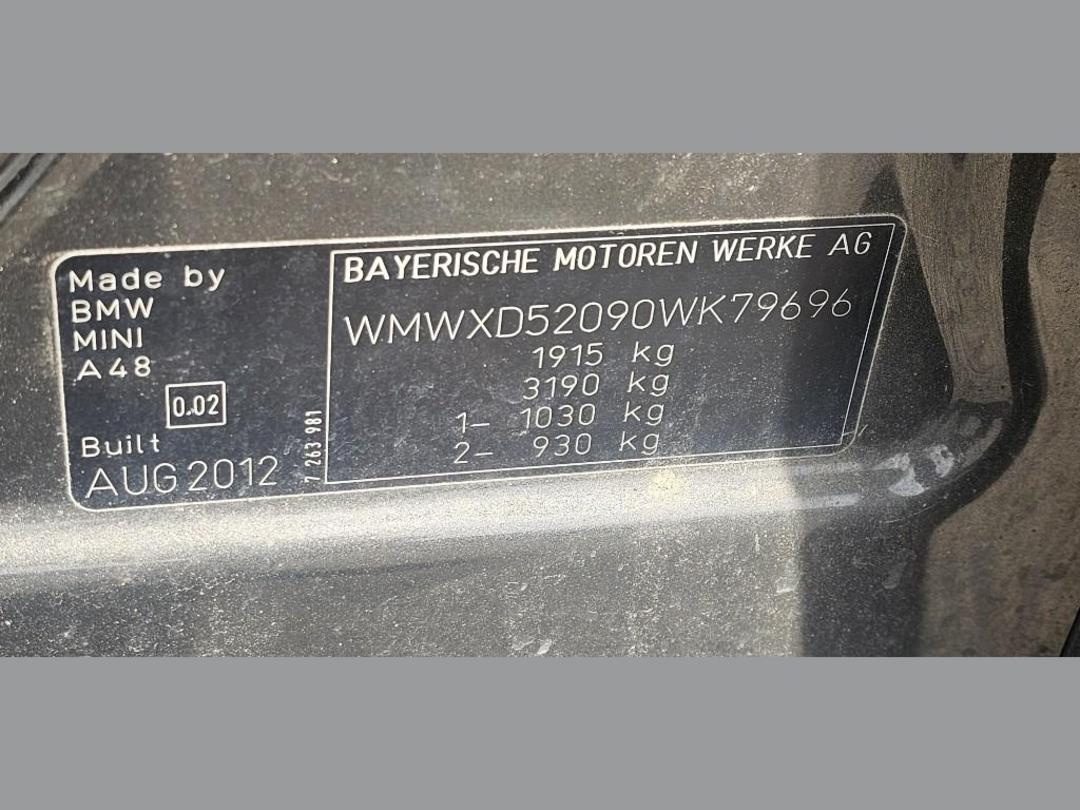 Made by
BMW
MINI
A48
0.02
Built
AUG 2012
7 263 981
BAYERISCHE MOTOREN WERKE AG
WMWXD52090WK79696
1915 kg
3190 kg
1- 1030 kg
2- 930 kg